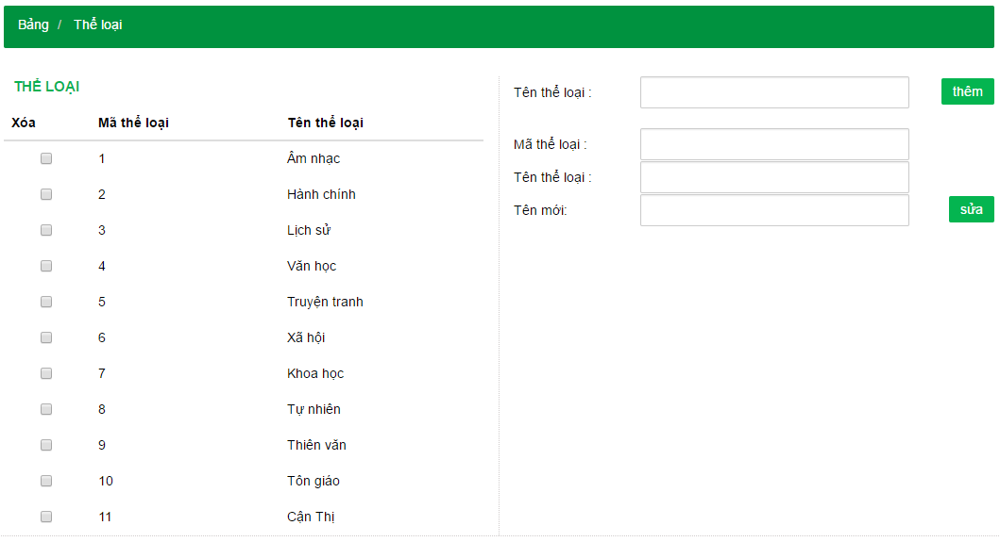 Bảng / Thể loại
THỂ LOẠI
Xóa Mã thể loại Tên thể loại
1 Âm nhạc
2 Hành chính
3 Lịch sử
4 Văn học
5 Truyện tranh
6 Xã hội
7 Khoa học
8 Tự nhiên
9 Thiên văn
10 Tôn giáo
11 Cận Thị
Tên thể loại : thêm
Mã thể loại :
Tên thể loại :
Tên mới: sửa